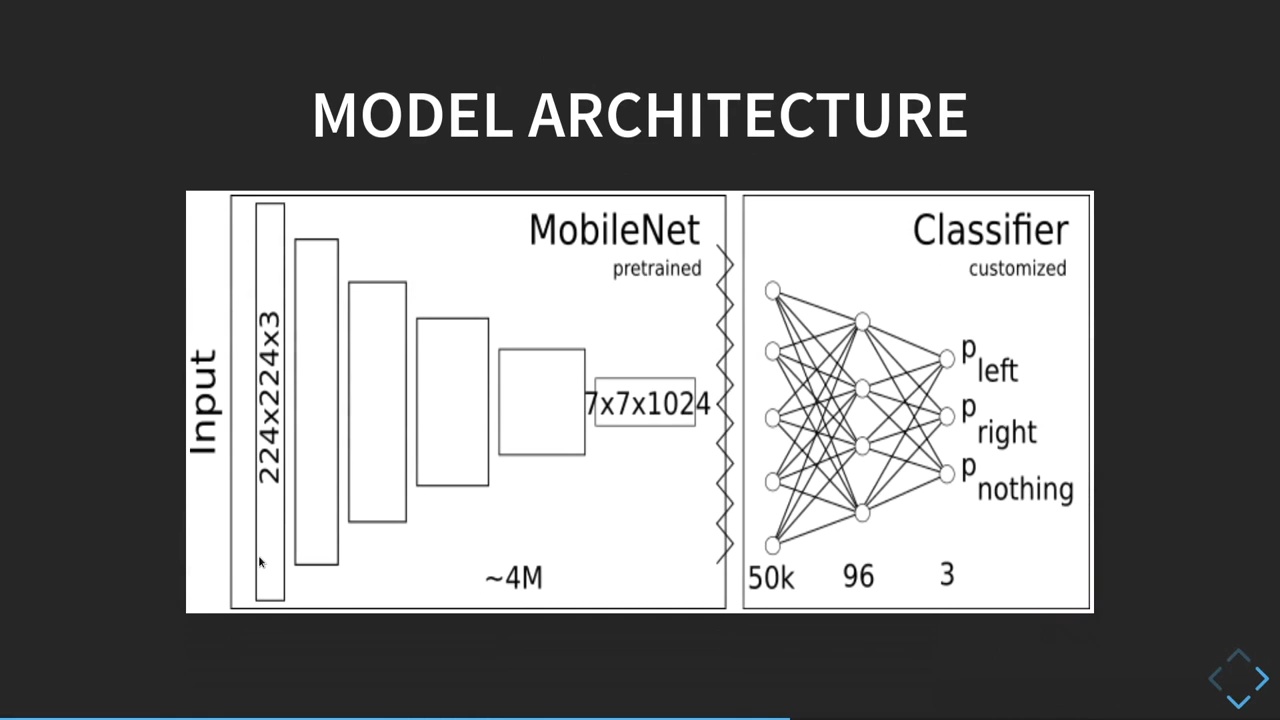 MODEL ARCHITECTURE
Input
224x224x3
MobileNet
pretrained
7x7x1024
~4M
Classifier
customized
p left
p right
p nothing
50k 96 3